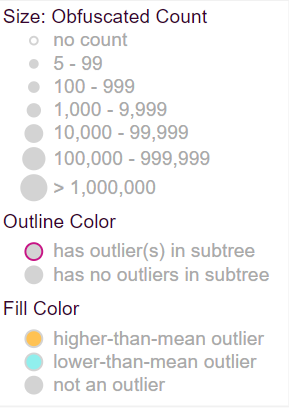 Size: Obfuscated Count
no count
5 - 99
100 - 999
1,000 - 9,999
10,000 - 99,999
100,000 - 999,999
> 1,000,000
Outline Color
has outlier(s) in subtree
has no outliers in subtree
Fill Color
higher-than-mean outlier
lower-than-mean outlier
not an outlier